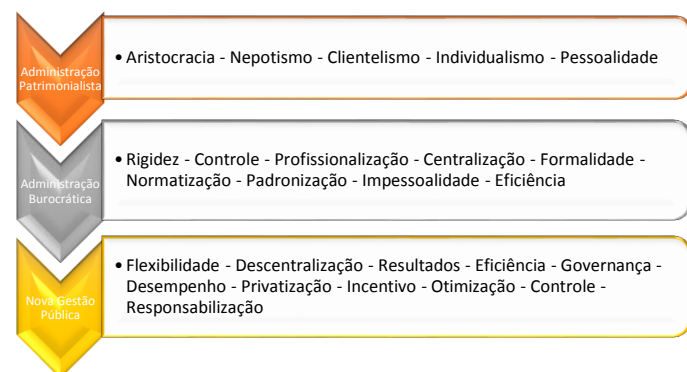 Administração
Patrimonialista
• Aristocracia - Nepotismo - Clientelismo - Individualismo - Pessoalidade
Administração
Burocrática
• Rigidez - Controle - Profissionalização - Centralização - Formalidade -
Normatização - Padronização - Impessoalidade - Eficiência
Nova Gestão
Pública
• Flexibilidade - Descentralização - Resultados - Eficiência - Governança -
Desempenho - Privatização - Incentivo - Otimização - Controle -
Responsabilização